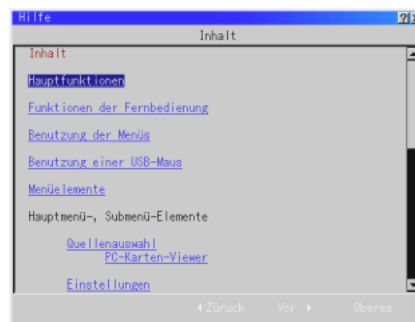 Hilfe
Inhalt
Inhalt
Hauptfunktionen
Funktionen der Fernbedienung
Benutzung der Menüs
Benutzung einer USB-Maus
Menüelemente
Hauptmenü-, Submenü-Elemente
Quellenauswahl
PC-Karten-Viewer
Einstellungen
Züruck Vor Oberes